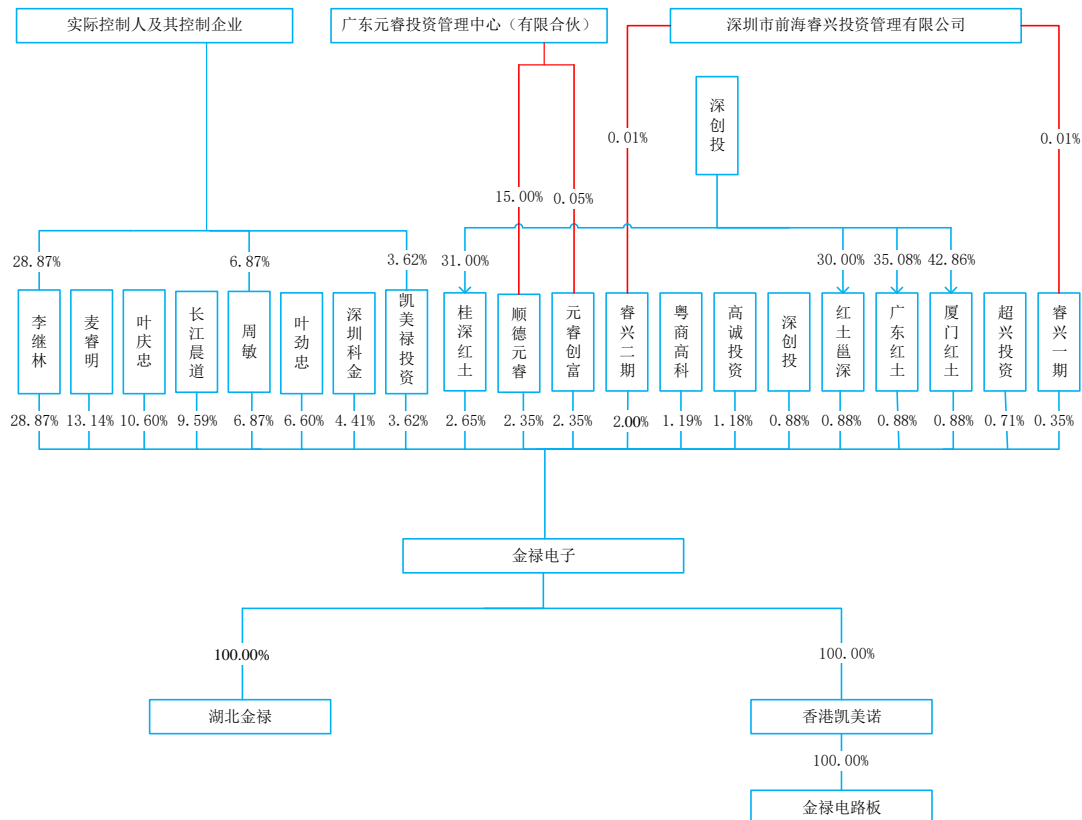 实际控制人及其控制企业
广东元睿投资管理中心（有限合伙）
深圳市前海睿兴投资管理有限公司
深创投
0.01%
0.01%
15.00%
0.05%
28.87%
6.87%
3.62%
31.00%
30.00%
35.08%
42.86%
李继林
麦睿明
叶庆忠
长江晨道
周敏
叶劲忠
深圳科金
凯美禄投资
桂深红土
顺德元睿
元睿创富
睿兴二期
粤商高科
高诚投资
深创投
红土邕深
广东红土
厦门红土
超兴投资
睿兴一期
28.87%
13.14%
10.60%
9.59%
6.87%
6.60%
4.41%
3.62%
2.65%
2.35%
2.35%
2.00%
1.19%
1.18%
0.88%
0.88%
0.88%
0.88%
0.71%
0.35%
金禄电子
100.00%
100.00%
湖北金禄
香港凯美诺
100.00%
金禄电路板